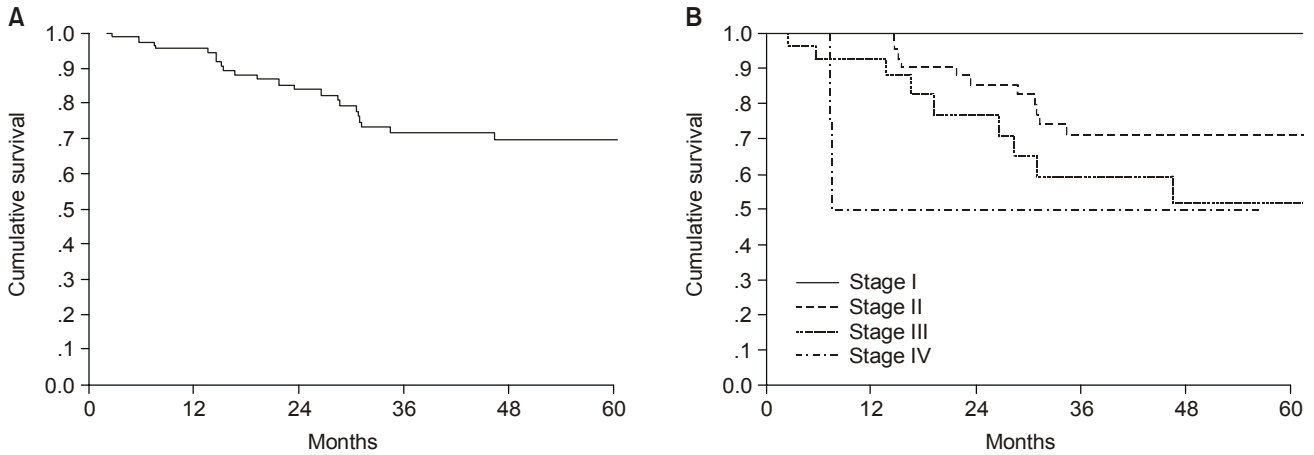 A
Cumulative survival
1.0
.9
.8
.7
.6
.5
.4
.3
.2
.1
0.0
0 12 24 36 48 60
Months
B
Cumulative survival
1.0
.9
.8
.7
.6
.5
.4
.3
.2
.1
0.0
Stage I
Stage II
Stage III
Stage IV
0 12 24 36 48 60
Months